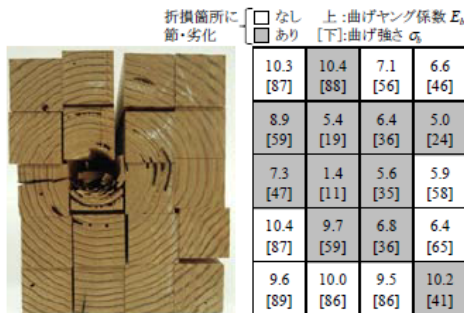 折損箇所に なし 上:曲げヤング係数 E_b
節・劣化 あり [下]:曲げ強さ σ_b
10.3 10.4 7.1 6.6
[87] [88] [56] [46]
8.9 5.4 6.4 5.0
[59] [19] [36] [24]
7.3 1.4 5.6 5.9
[47] [11] [35] [58]
10.4 9.7 6.8 6.4
[87] [59] [36] [65]
9.6 10.0 9.5 10.2
[89] [86] [86] [41]